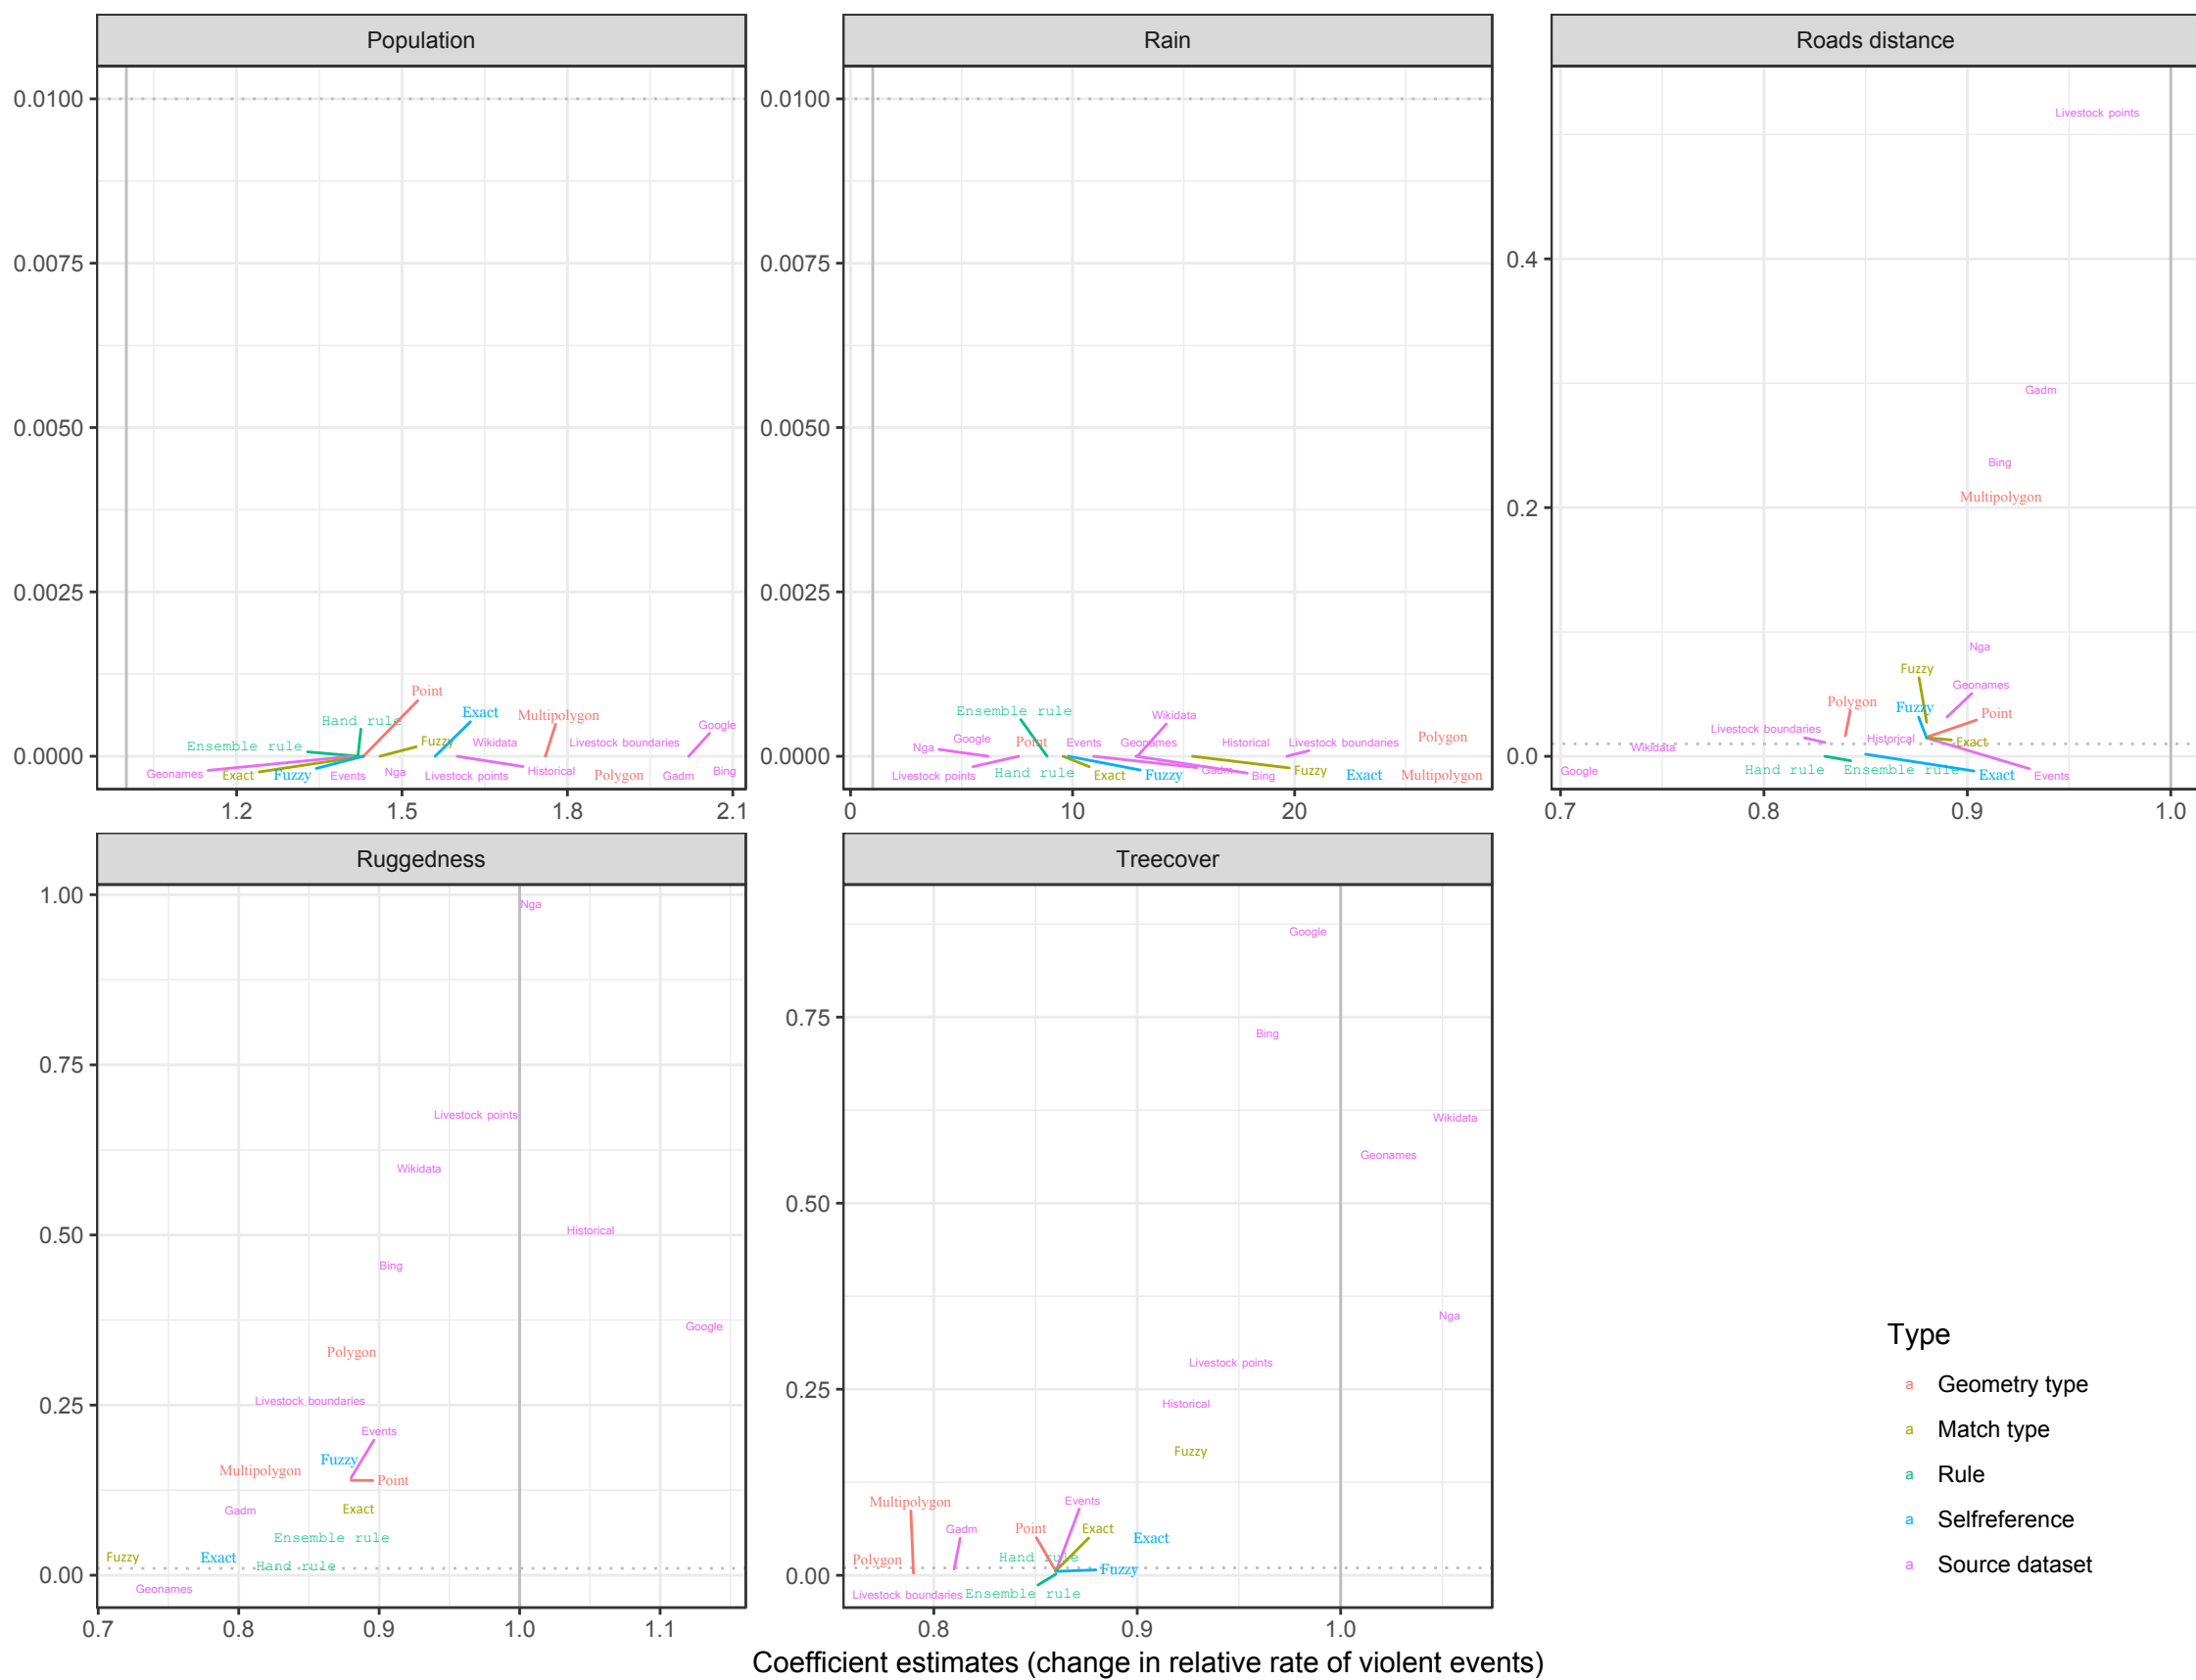 Population
0.0100
0.0075
0.0050
0.0025
0.0000
Point
Hand rule
Exact
Multipolygon
Google
Ensemble rule
Fuzzy
Wikidata
Livestock boundaries
Geonames
Exact
Fuzzy
Events
Nga
Livestock points
Historical
Polygon
Gadm
Bing
1.2
1.5
1.8
2.1
Rain
0.0100
0.0075
0.0050
0.0025
0.0000
Ensemble rule
Wikidata
Nga
Google
Point
Events
Geonames
Historical
Livestock boundaries
Polygon
Livestock points
Hand rule
Exact
Fuzzy
Gadm
Bing
Fuzzy
Exact
Multipolygon
0
10
20
Roads distance
0.4
0.2
0.0
Livestock points
Gadm
Bing
Multipolygon
Nga
Fuzzy
Geonames
Polygon
Fuzzy
Point
Livestock boundaries
Historical
Exact
Wikidata
Google
Hand rule
Ensemble rule
Exact
Events
0.7
0.8
0.9
1.0
Ruggedness
1.00
0.75
0.50
0.25
0.00
Nga
Livestock points
Wikidata
Historical
Bing
Google
Polygon
Livestock boundaries
Events
Fuzzy
Multipolygon
Point
Gadm
Exact
Ensemble rule
Fuzzy
Exact
Hand rule
Geonames
0.7
0.8
0.9
1.0
1.1
Treecover
0.75
0.50
0.25
0.00
Google
Bing
Wikidata
Geonames
Nga
Livestock points
Historical
Fuzzy
Multipolygon
Events
Gadm
Point
Exact
Exact
Polygon
Hand rule
Fuzzy
Livestock boundaries
Ensemble rule
0.8
0.9
1.0
Type
a Geometry type
a Match type
a Rule
a Selfreference
a Source dataset
Coefficient estimates (change in relative rate of violent events)